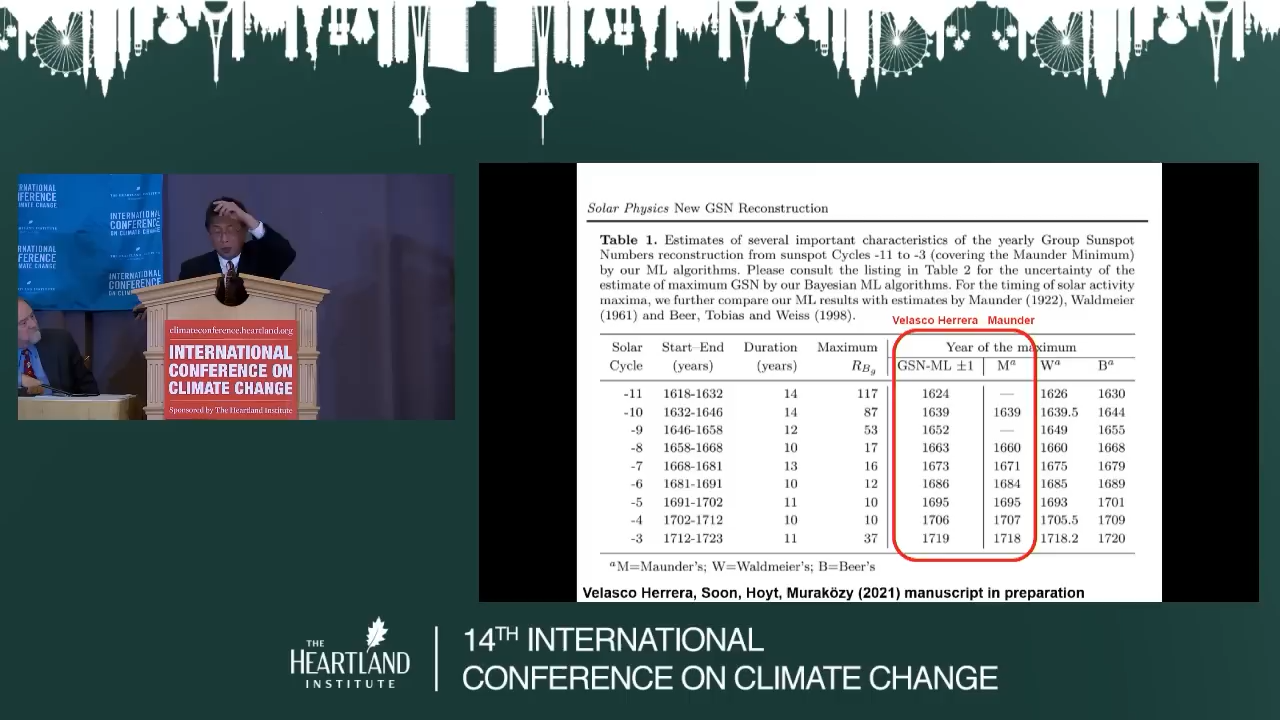 RNATIONAL
FERENCE
ATE CHANGE
INTERNATIONAL
CONFERENCE
ON CLIMATE CHANGE
climateconference.heartland.org
INTERNATIONAL
CONFERENCE ON
CLIMATE CHANGE
Sponsored by The Heartland Institute
Solar Physics New GSN Reconstruction
Table 1. Estimates of several important characteristics of the yearly Group Sunspot
Numbers reconstruction from sunspot Cycles -11 to -3 (covering the Maunder Minimum)
by our ML algorithms. Please consult the listing in Table 2 for the uncertainty of the
estimate of maximum GSN by our Bayesian ML algorithms. For the timing of solar activity
maxima, we further compare our ML results with estimates by Maunder (1922), Waldmeier
(1961) and Beer, Tobias and Weiss (1998).
Velasco Herrera Maunder
Solar Start–End Duration Maximum Year of the maximum
Cycle (years) (years) R_{B_g} GSN-ML ±1 Mᵃ Wᵃ Bᵃ
-11 1618-1632 14 117 1624 — 1626 1630
-10 1632-1646 14 87 1639 1639 1639.5 1644
-9 1646-1658 12 53 1652 — 1649 1655
-8 1658-1668 10 17 1663 1660 1660 1668
-7 1668-1681 13 16 1673 1671 1675 1679
-6 1681-1691 10 12 1686 1684 1685 1689
-5 1691-1702 11 10 1695 1695 1693 1701
-4 1702-1712 10 10 1706 1707 1705.5 1709
-3 1712-1723 11 37 1719 1718 1718.2 1720
ᵃM=Maunder's; W=Waldmeier's; B=Beer's
Velasco Herrera, Soon, Hoyt, Muraközy (2021) manuscript in preparation
THE
HEARTLAND
INSTITUTE
14TH INTERNATIONAL
CONFERENCE ON CLIMATE CHANGE